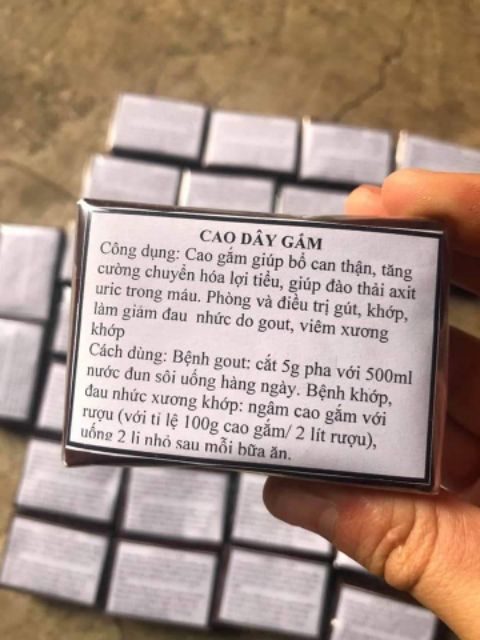 CAO DÂY GẮM
Công dụng: Cao gắm giúp bổ can thận, tăng
cường chuyển hóa lợi tiểu, giúp đào thải axit
uric trong máu. Phòng và điều trị gút, khớp,
làm giảm đau nhức do gout, viêm xương
khớp
Cách dùng: Bệnh gout: cắt 5g pha với 500ml
nước đun sôi uống hàng ngày. Bệnh khớp,
đau nhức xương khớp: ngâm cao gắm với
rượu (với tỉ lệ 100g cao gắm/ 2 lít rượu),
uống 2 li nhỏ sau mỗi bữa ăn.